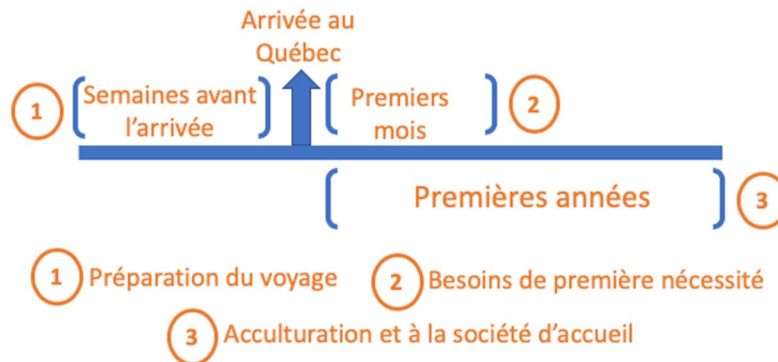 Arrivée au
Québec
1
Semaines avant
l'arrivée
Premiers
mois
2
Premières années
3
1 Préparation du voyage
2 Besoins de première nécessité
3 Acculturation et à la société d'accueil